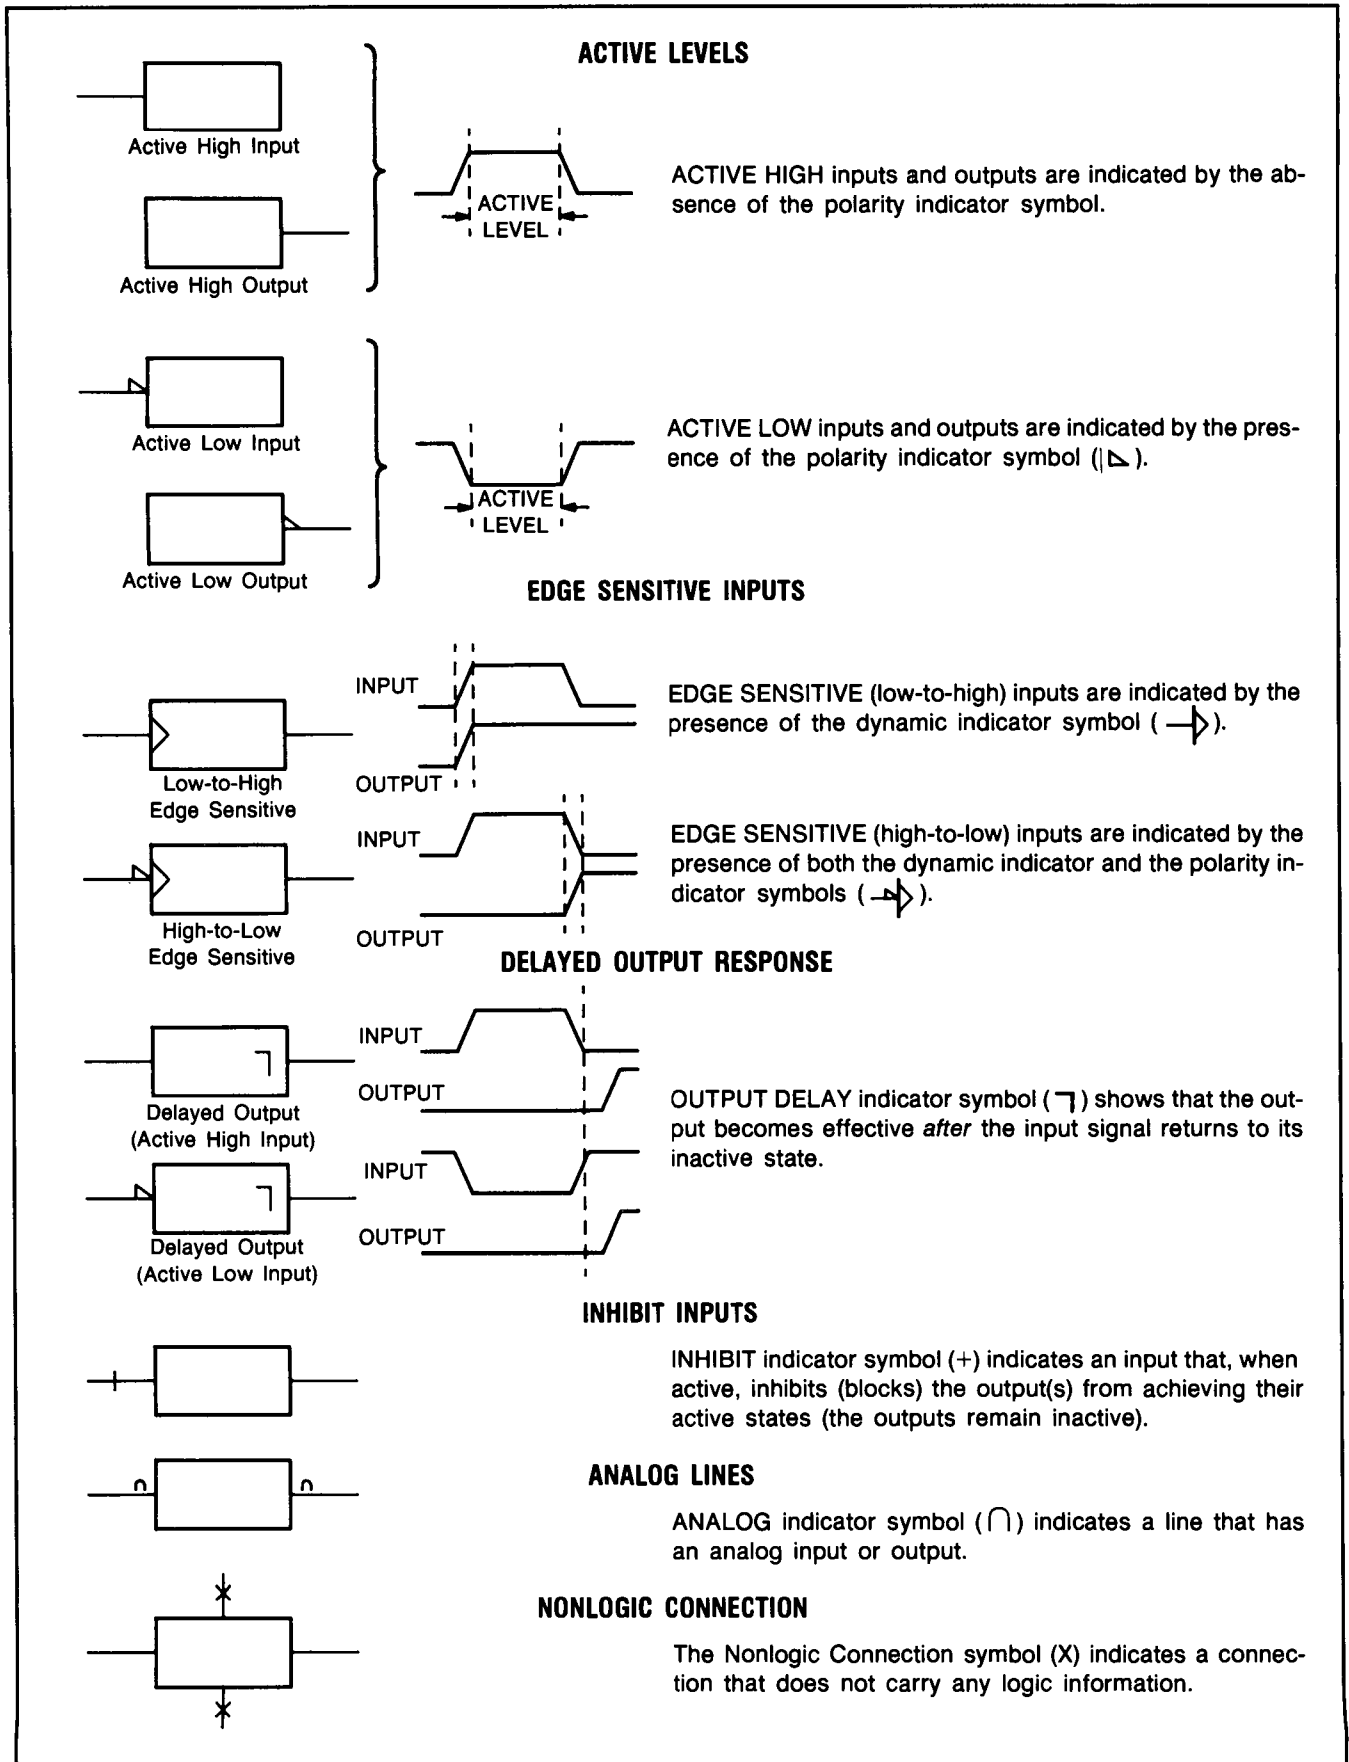 ACTIVE LEVELS
Active High Input
ACTIVE
LEVEL
ACTIVE HIGH inputs and outputs are indicated by the ab-
sence of the polarity indicator symbol.
Active High Output
Active Low Input
ACTIVE
LEVEL
ACTIVE LOW inputs and outputs are indicated by the pres-
ence of the polarity indicator symbol ( ).
Active Low Output
EDGE SENSITIVE INPUTS
INPUT
OUTPUT
Low-to-High
Edge Sensitive
EDGE SENSITIVE (low-to-high) inputs are indicated by the
presence of the dynamic indicator symbol ( ).
INPUT
OUTPUT
High-to-Low
Edge Sensitive
EDGE SENSITIVE (high-to-low) inputs are indicated by the
presence of both the dynamic indicator and the polarity in-
dicator symbols ( ).
DELAYED OUTPUT RESPONSE
INPUT
OUTPUT
Delayed Output
(Active High Input)
OUTPUT DELAY indicator symbol (¬) shows that the out-
put becomes effective after the input signal returns to its
inactive state.
INPUT
OUTPUT
Delayed Output
(Active Low Input)
INHIBIT INPUTS
INHIBIT indicator symbol (+) indicates an input that, when
active, inhibits (blocks) the output(s) from achieving their
active states (the outputs remain inactive).
ANALOG LINES
ANALOG indicator symbol (∩) indicates a line that has
an analog input or output.
NONLOGIC CONNECTION
The Nonlogic Connection symbol (X) indicates a connec-
tion that does not carry any logic information.